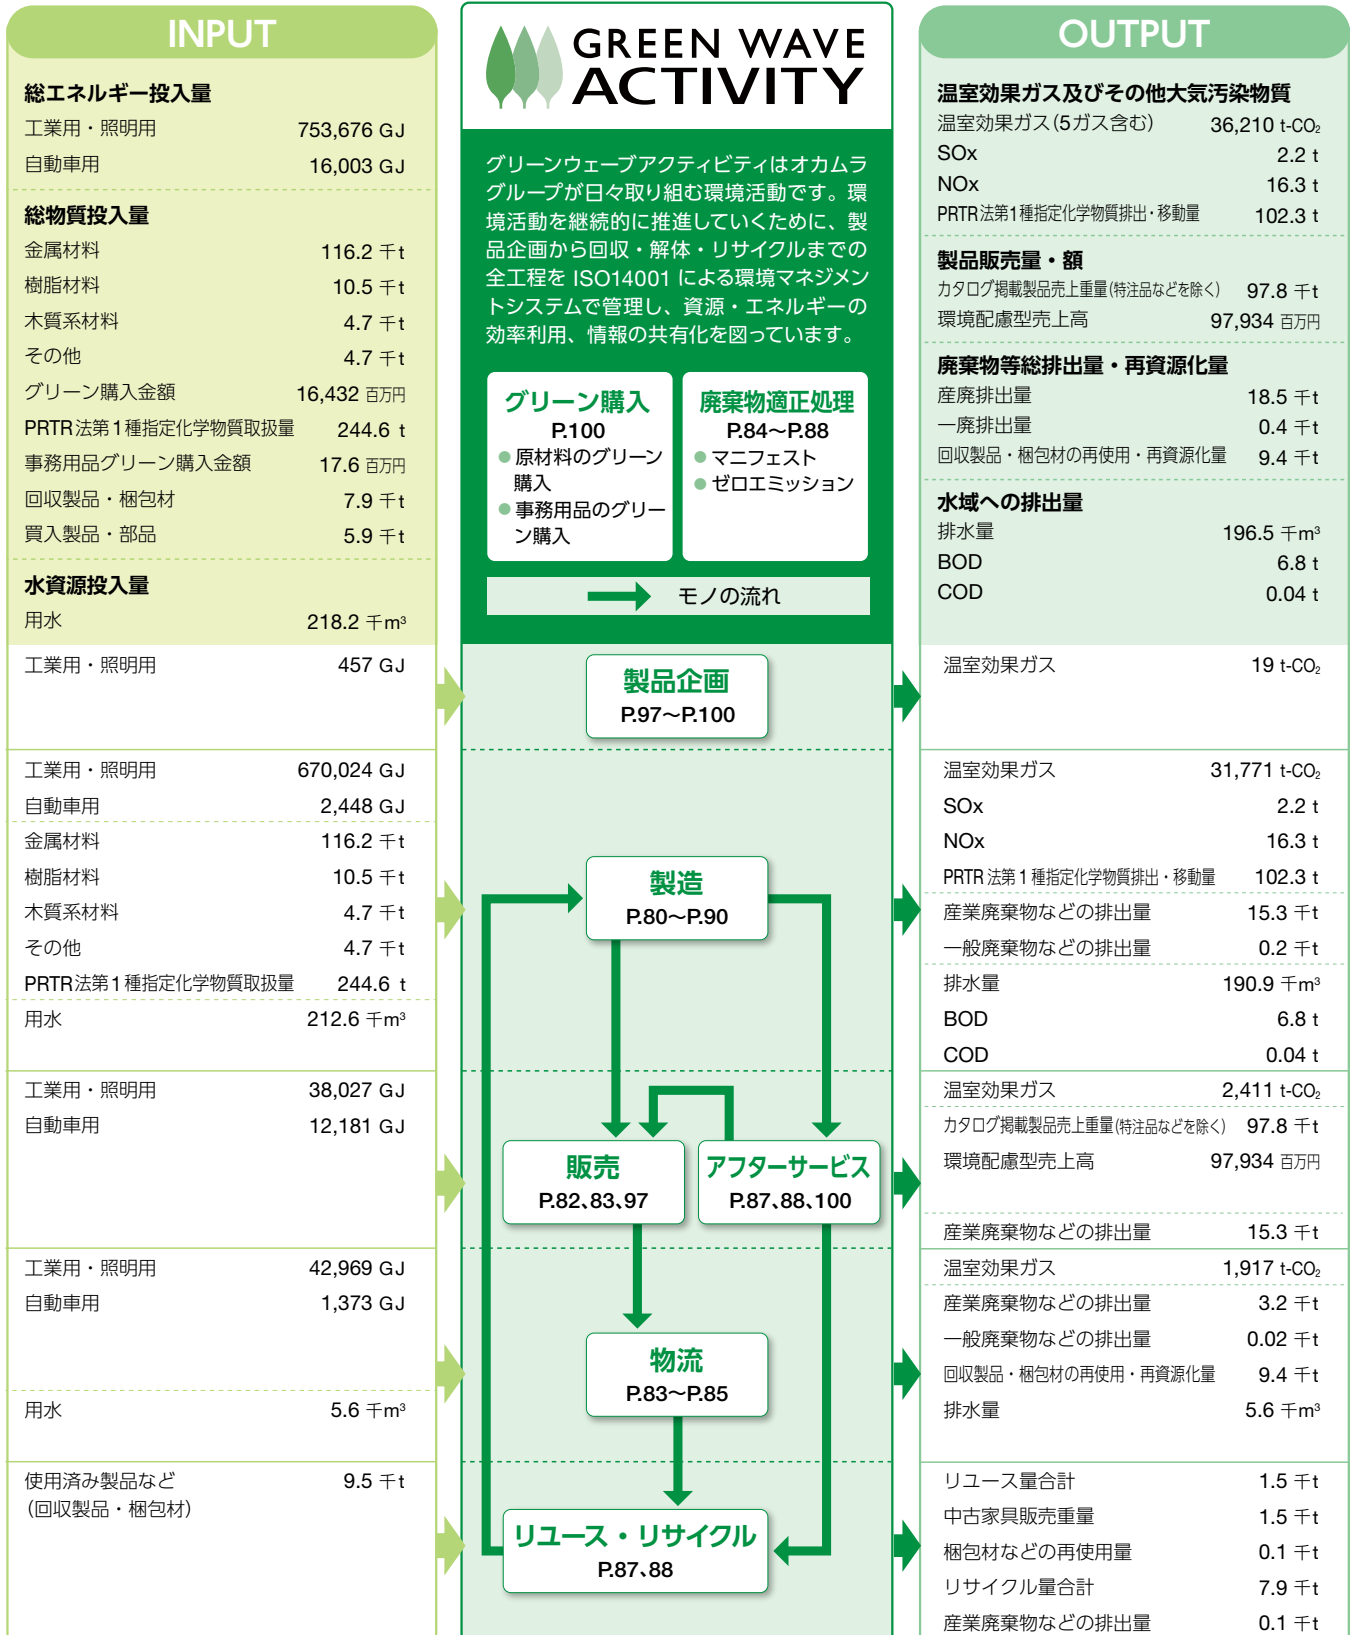 INPUT
総エネルギー投入量
工業用・照明用 753,676 GJ
自動車用 16,003 GJ
総物質投入量
金属材料 116.2 千t
樹脂材料 10.5 千t
木質系材料 4.7 千t
その他 4.7 千t
グリーン購入金額 16,432 百万円
PRTR法第1種指定化学物質取扱量 244.6 t
事務用品グリーン購入金額 17.6 百万円
回収製品・梱包材 7.9 千t
買入製品・部品 5.9 千t
水資源投入量
用水 218.2 千m³
工業用・照明用 457 GJ
工業用・照明用 670,024 GJ
自動車用 2,448 GJ
金属材料 116.2 千t
樹脂材料 10.5 千t
木質系材料 4.7 千t
その他 4.7 千t
PRTR法第1種指定化学物質取扱量 244.6 t
用水 212.6 千m³
工業用・照明用 38,027 GJ
自動車用 12,181 GJ
工業用・照明用 42,969 GJ
自動車用 1,373 GJ
用水 5.6 千m³
使用済み製品など 9.5 千t
(回収製品・梱包材)
GREEN WAVE
ACTIVITY
グリーンウェーブアクティビティはオカムラ
グループが日々取り組む環境活動です。環
境活動を継続的に推進していくために、製
品企画から回収・解体・リサイクルまでの
全工程を ISO14001 による環境マネジメン
トシステムで管理し、資源・エネルギーの
効率利用、情報の共有化を図っています。
グリーン購入
P.100
● 原材料のグリーン
購入
● 事務用品のグリー
ン購入
廃棄物適正処理
P.84〜P.88
● マニフェスト
● ゼロエミッション
モノの流れ
製品企画
P.97〜P.100
製造
P.80〜P.90
販売
P.82、83、97
アフターサービス
P.87、88、100
物流
P.83〜P.85
リユース・リサイクル
P.87、88
OUTPUT
温室効果ガス及びその他大気汚染物質
温室効果ガス(5ガス含む) 36,210 t-CO₂
SOx 2.2 t
NOx 16.3 t
PRTR法第1種指定化学物質排出・移動量 102.3 t
製品販売量・額
カタログ掲載製品売上重量(特注品などを除く) 97.8 千t
環境配慮型売上高 97,934 百万円
廃棄物等総排出量・再資源化量
産廃排出量 18.5 千t
一廃排出量 0.4 千t
回収製品・梱包材の再使用・再資源化量 9.4 千t
水域への排出量
排水量 196.5 千m³
BOD 6.8 t
COD 0.04 t
温室効果ガス 19 t-CO₂
温室効果ガス 31,771 t-CO₂
SOx 2.2 t
NOx 16.3 t
PRTR法第1種指定化学物質排出・移動量 102.3 t
産業廃棄物などの排出量 15.3 千t
一般廃棄物などの排出量 0.2 千t
排水量 190.9 千m³
BOD 6.8 t
COD 0.04 t
温室効果ガス 2,411 t-CO₂
カタログ掲載製品売上重量(特注品などを除く) 97.8 千t
環境配慮型売上高 97,934 百万円
産業廃棄物などの排出量 15.3 千t
温室効果ガス 1,917 t-CO₂
産業廃棄物などの排出量 3.2 千t
一般廃棄物などの排出量 0.02 千t
回収製品・梱包材の再使用・再資源化量 9.4 千t
排水量 5.6 千m³
リユース量合計 1.5 千t
中古家具販売重量 1.5 千t
梱包材などの再使用量 0.1 千t
リサイクル量合計 7.9 千t
産業廃棄物などの排出量 0.1 千t